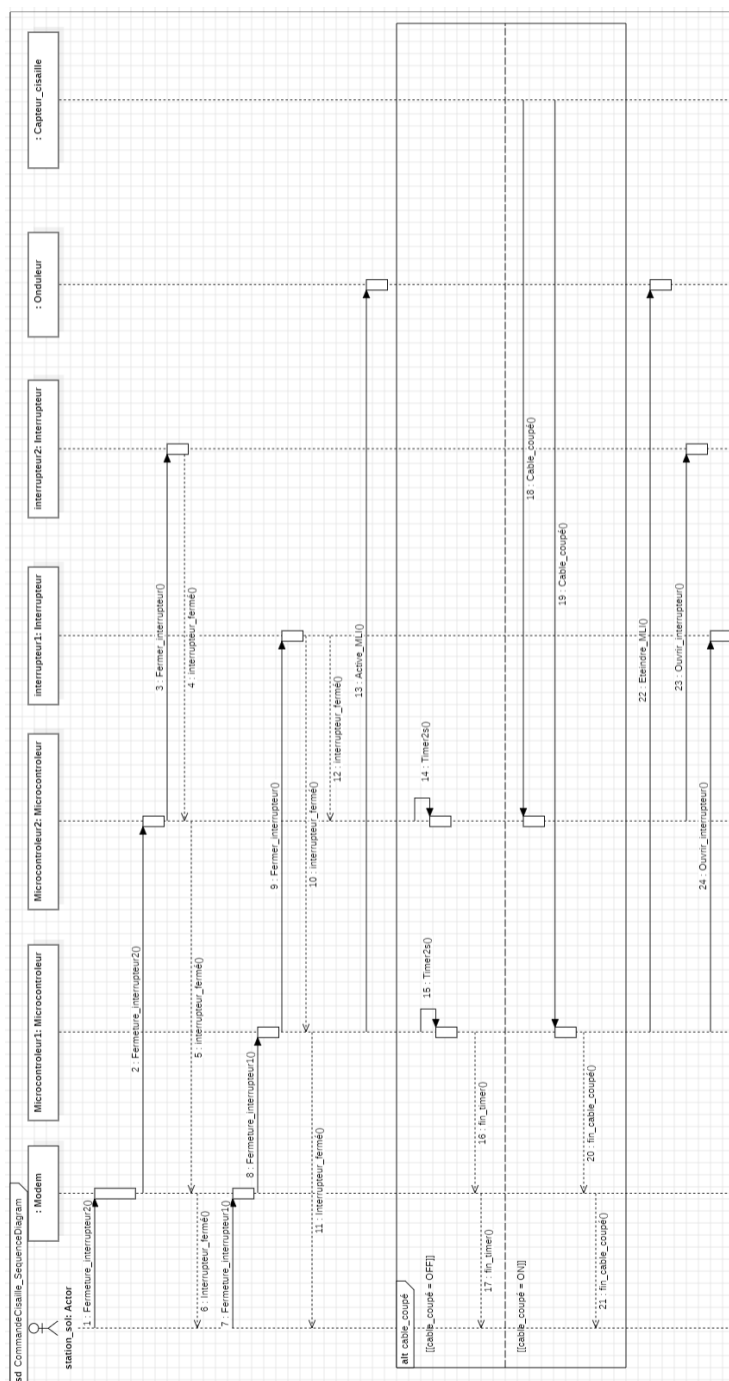 sd CommandeCisaille_SequenceDiagram
station_sol: Actor
: Modem
Microcontroleur1: Microcontroleur
Microcontroleur2: Microcontroleur
interrupteur1: Interrupteur
interrupteur2: Interrupteur
: Onduleur
: Capteur_cisaille
1 : Fermeture_interrupteur2()
2 : Fermeture_interrupteur2()
3 : Fermer_interrupteur()
4 : interrupteur_fermé()
5 : interrupteur_fermé()
6 : Interrupteur_fermé()
7 : Fermeture_interrupteur1()
8 : Fermeture_interrupteur1()
9 : Fermer_interrupteur()
10 : interrupteur_fermé()
11 : Interrupteur_fermé()
12 : interrupteur_fermé()
13 : Active_MLI()
alt cable_coupé
[[cable_coupé = OFF]]
14 : Timer2s()
15 : Timer2s()
16 : fin_timer()
17 : fin_timer()
[[cable_coupé = ON]]
18 : Cable_coupé()
19 : Cable_coupé()
20 : fin_cable_coupé()
21 : fin_cable_coupé()
22 : Eteindre_MLI()
23 : Ouvrir_interrupteur()
24 : Ouvrir_interrupteur()